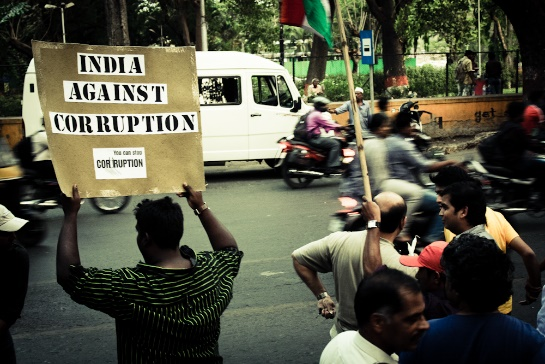 INDIA
AGAINST
CORRUPTION
You can stop
CORRUPTION